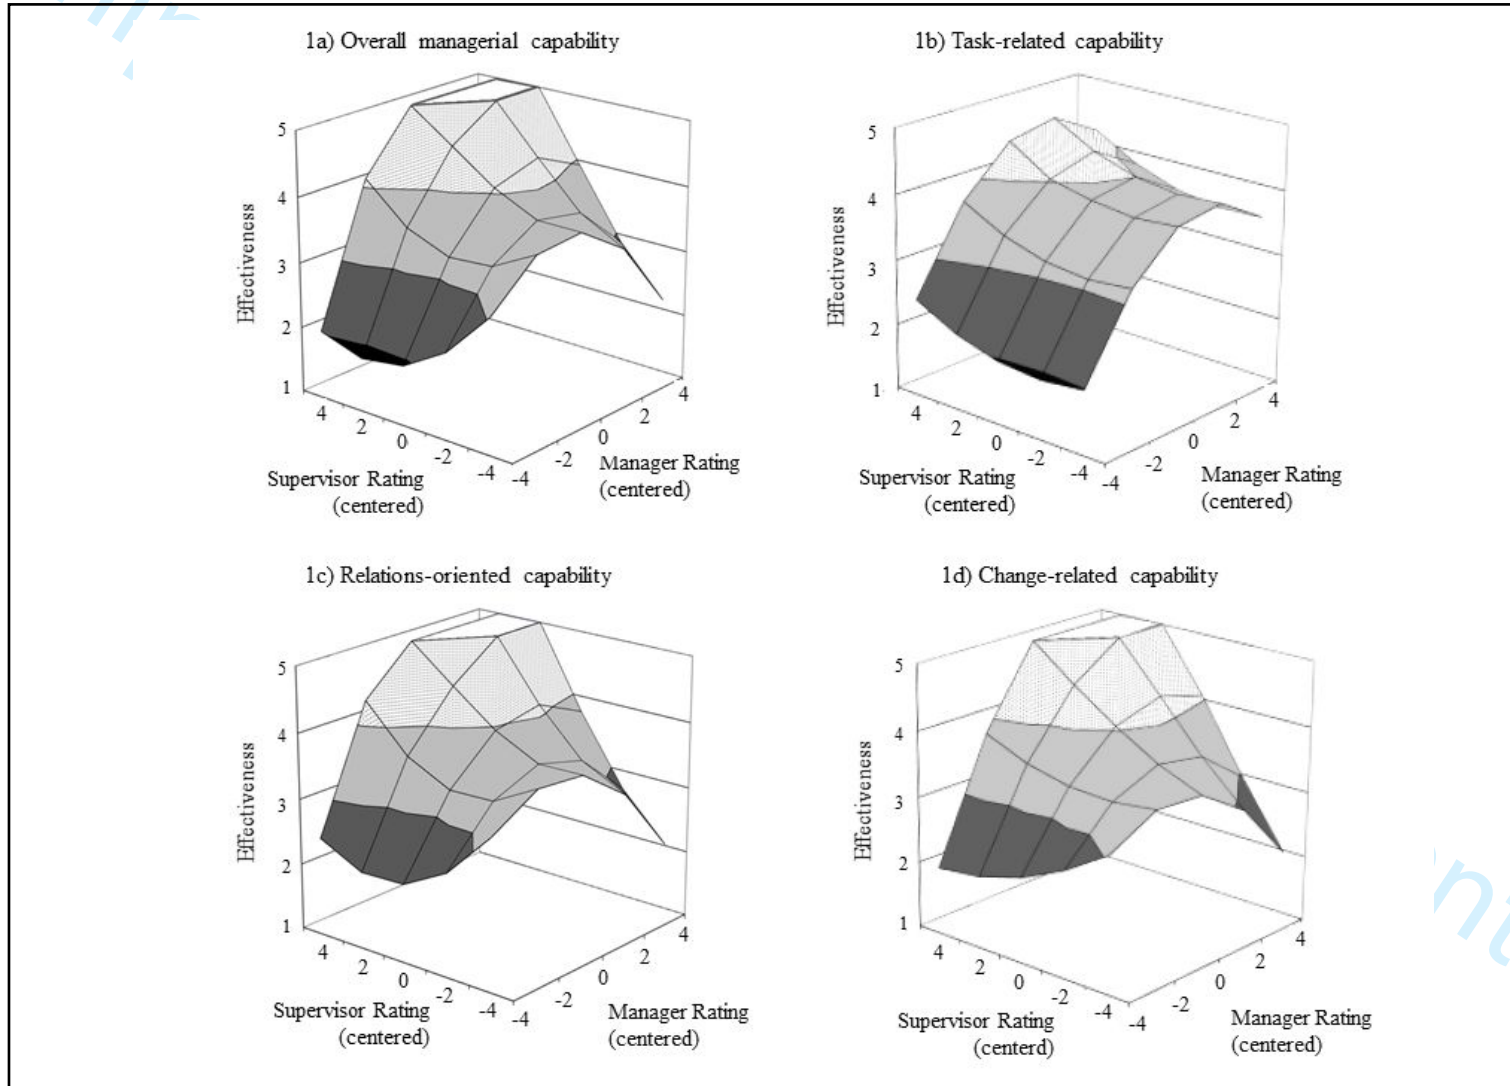 1a) Overall managerial capability
5
4
3
2
1
Effectiveness
4
2
0
-2
-4
Supervisor Rating
(centered)
-4
-2
0
2
4
Manager Rating
(centered)
1b) Task-related capability
5
4
3
2
1
Effectiveness
4
2
0
-2
-4
Supervisor Rating
(centered)
-4
-2
0
2
4
Manager Rating
(centered)
1c) Relations-oriented capability
5
4
3
2
1
Effectiveness
4
2
0
-2
-4
Supervisor Rating
(centered)
-4
-2
0
2
4
Manager Rating
(centered)
1d) Change-related capability
5
4
3
2
1
Effectiveness
4
2
0
-2
-4
Supervisor Rating
(centerd)
-4
-2
0
2
4
Manager Rating
(centered)